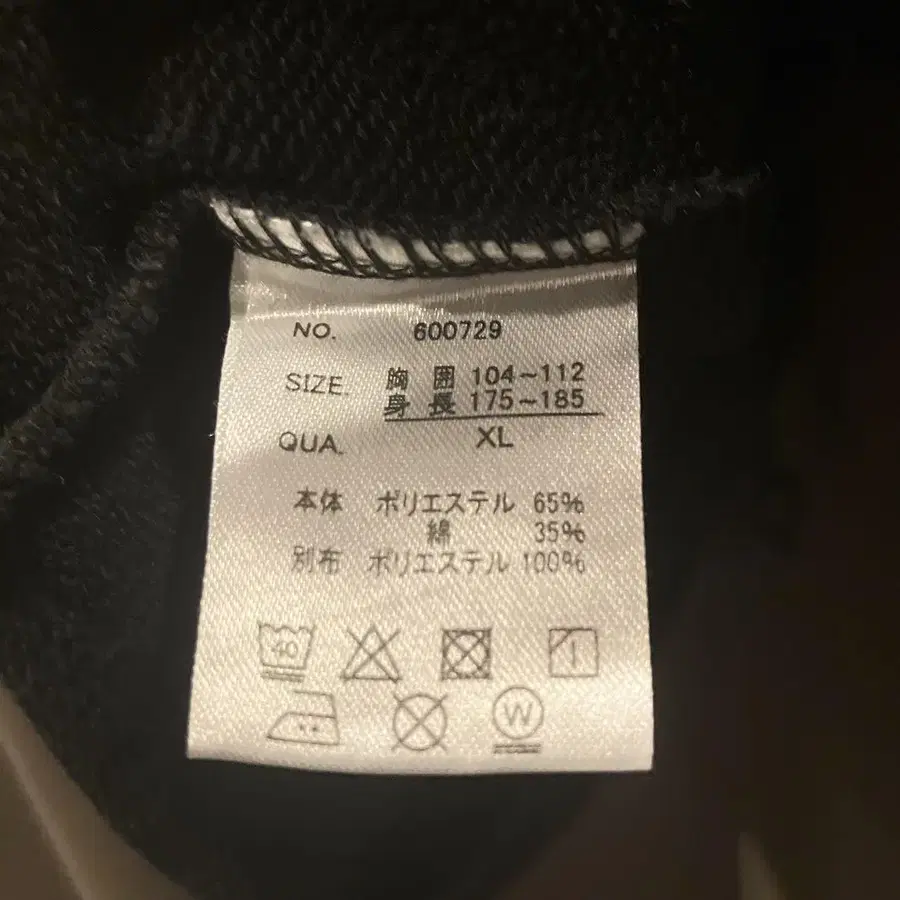 NO. 600729
SIZE. 胸囲 104~112
身長 175~185
QUA. XL
本体 ポリエステル 65%
綿 35%
別布 ポリエステル 100%
40
W